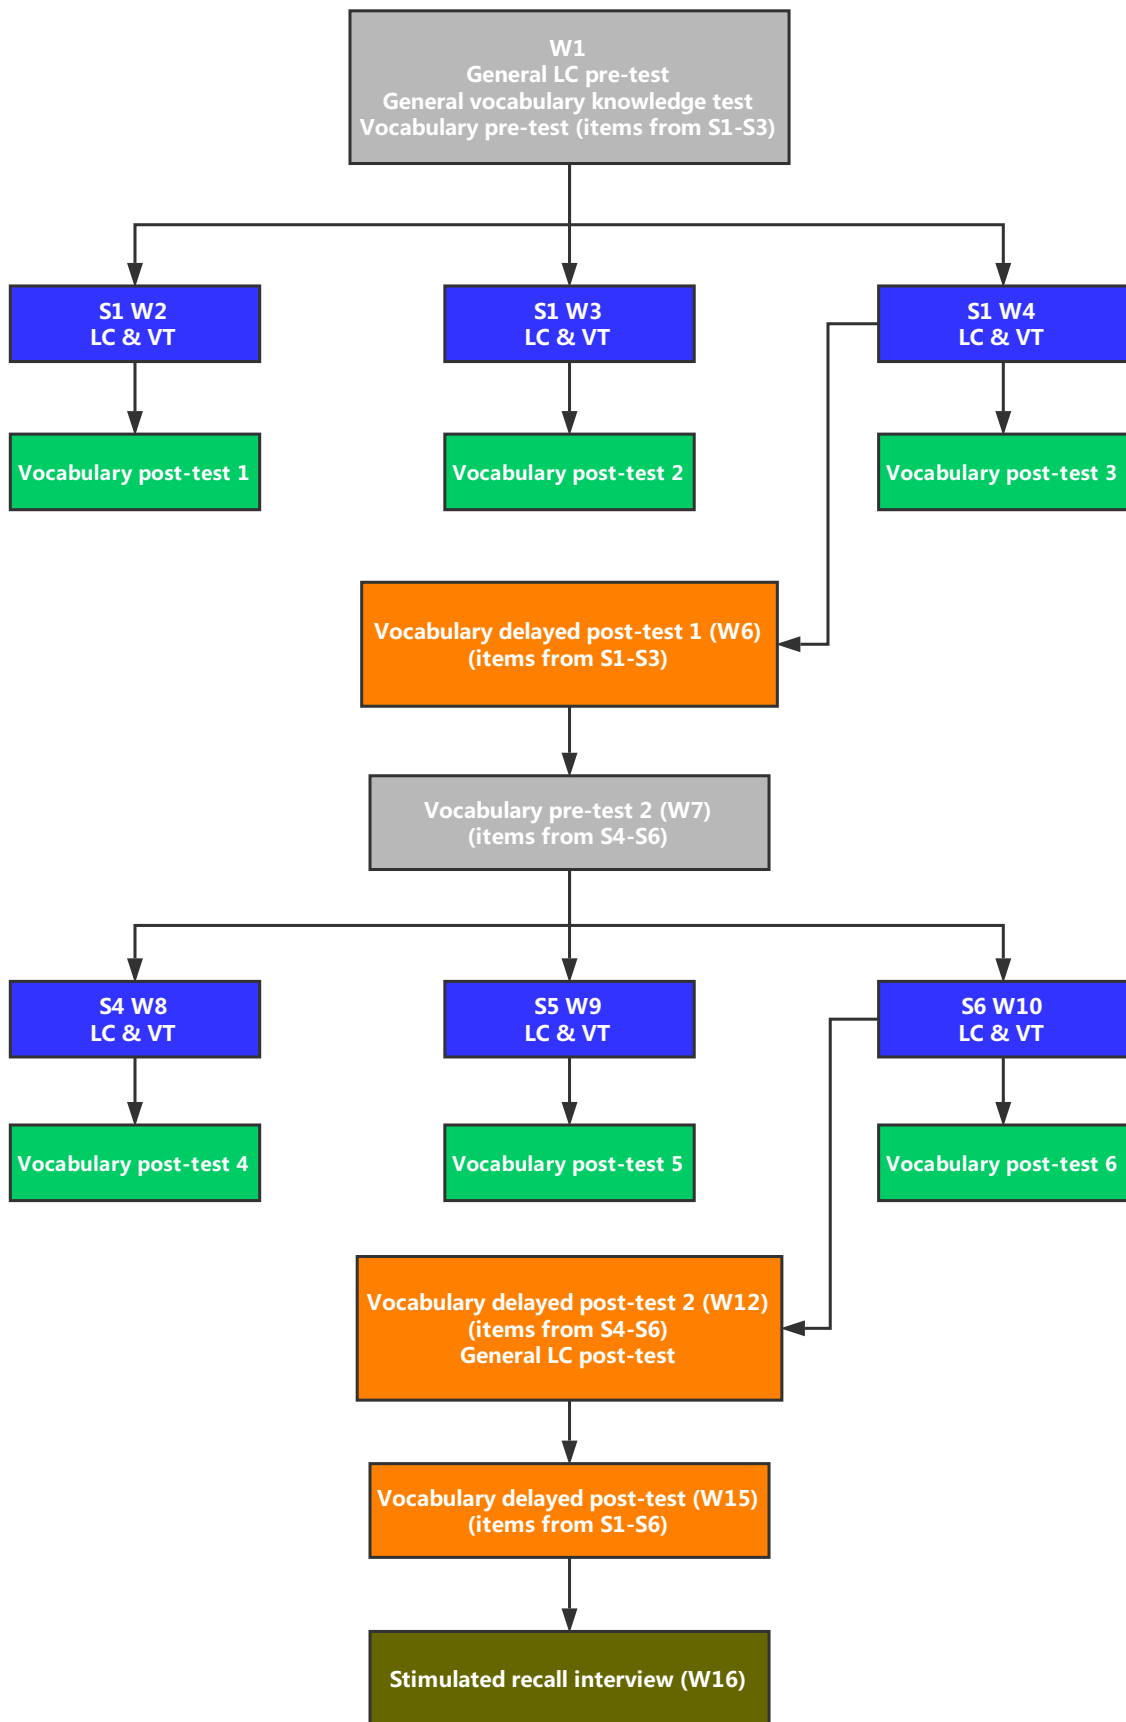 W1
General LC pre-test
General vocabulary knowledge test
Vocabulary pre-test (items from S1-S3)
S1 W2
LC & VT
S1 W3
LC & VT
S1 W4
LC & VT
Vocabulary post-test 1
Vocabulary post-test 2
Vocabulary post-test 3
Vocabulary delayed post-test 1 (W6)
(items from S1-S3)
Vocabulary pre-test 2 (W7)
(items from S4-S6)
S4 W8
LC & VT
S5 W9
LC & VT
S6 W10
LC & VT
Vocabulary post-test 4
Vocabulary post-test 5
Vocabulary post-test 6
Vocabulary delayed post-test 2 (W12)
(items from S4-S6)
General LC post-test
Vocabulary delayed post-test (W15)
(items from S1-S6)
Stimulated recall interview (W16)